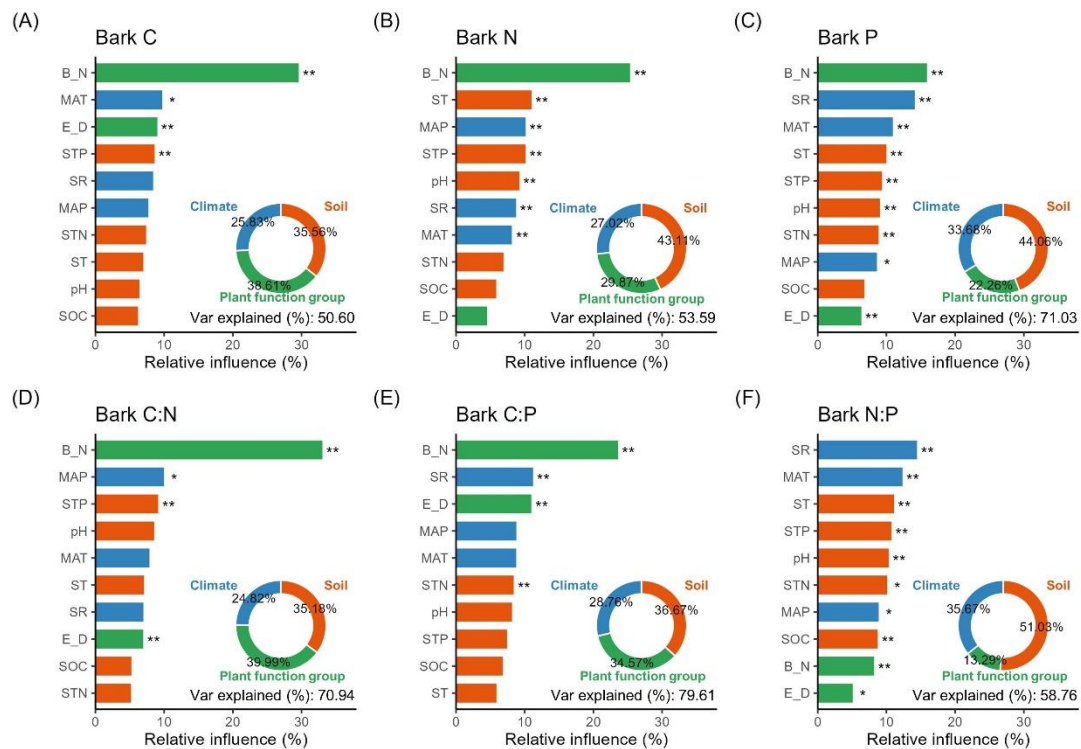 (A)
Bark C
B_N
**
MAT
*
E_D
**
STP
**
SR
MAP
STN
ST
pH
SOC
Climate
Soil
25.83%
35.56%
38.61%
Plant function group
Var explained (%): 50.60
0
10
20
30
Relative influence (%)
(B)
Bark N
B_N
**
ST
**
MAP
**
STP
**
pH
**
SR
**
MAT
**
STN
SOC
E_D
Climate
Soil
27.02%
43.11%
29.87%
Plant function group
Var explained (%): 53.59
0
10
20
30
Relative influence (%)
(C)
Bark P
B_N
**
SR
**
MAT
**
ST
**
STP
**
pH
**
STN
**
MAP
*
SOC
E_D
**
Climate
Soil
33.68%
44.06%
22.26%
Plant function group
Var explained (%): 71.03
0
10
20
30
Relative influence (%)
(D)
Bark C:N
B_N
**
MAP
*
STP
**
pH
MAT
ST
SR
E_D
**
SOC
STN
Climate
Soil
24.82%
35.18%
39.99%
Plant function group
Var explained (%): 70.94
0
10
20
30
Relative influence (%)
(E)
Bark C:P
B_N
**
SR
**
E_D
**
MAP
MAT
STN
**
pH
STP
SOC
ST
Climate
Soil
28.76%
36.67%
34.57%
Plant function group
Var explained (%): 79.61
0
10
20
30
Relative influence (%)
(F)
Bark N:P
SR
**
MAT
**
ST
**
STP
**
pH
**
STN
*
MAP
*
SOC
**
B_N
**
E_D
*
Climate
Soil
35.67%
51.03%
13.29%
Plant function group
Var explained (%): 58.76
0
10
20
30
Relative influence (%)